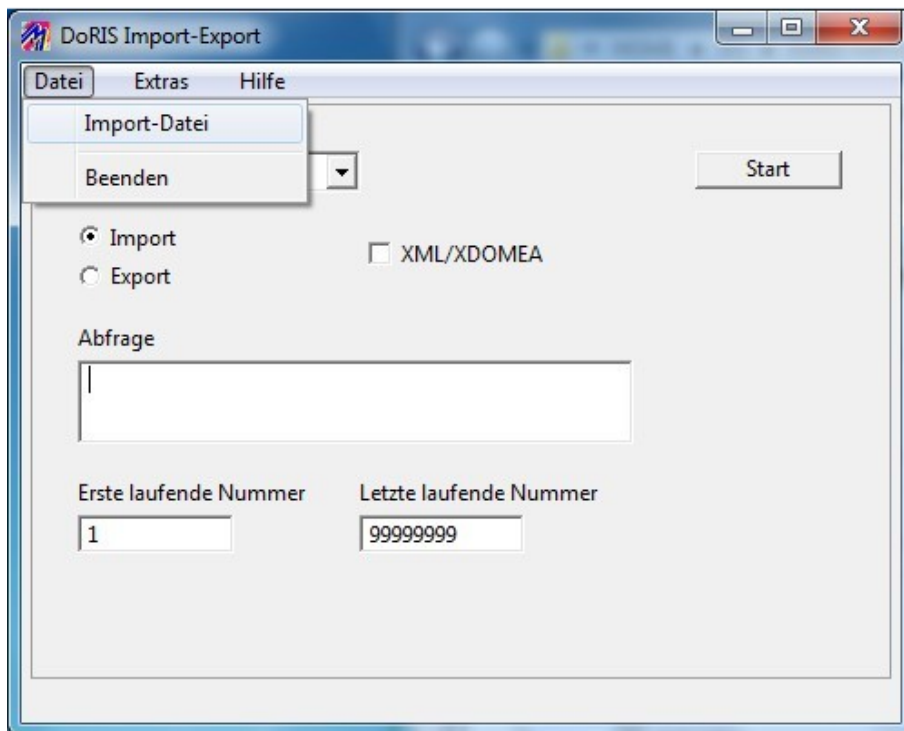 DoRIS Import-Export
Datei Extras Hilfe
Import-Datei
Beenden
Start
Import
XML/XDOMEA
Export
Abfrage
Erste laufende Nummer Letzte laufende Nummer
1 99999999